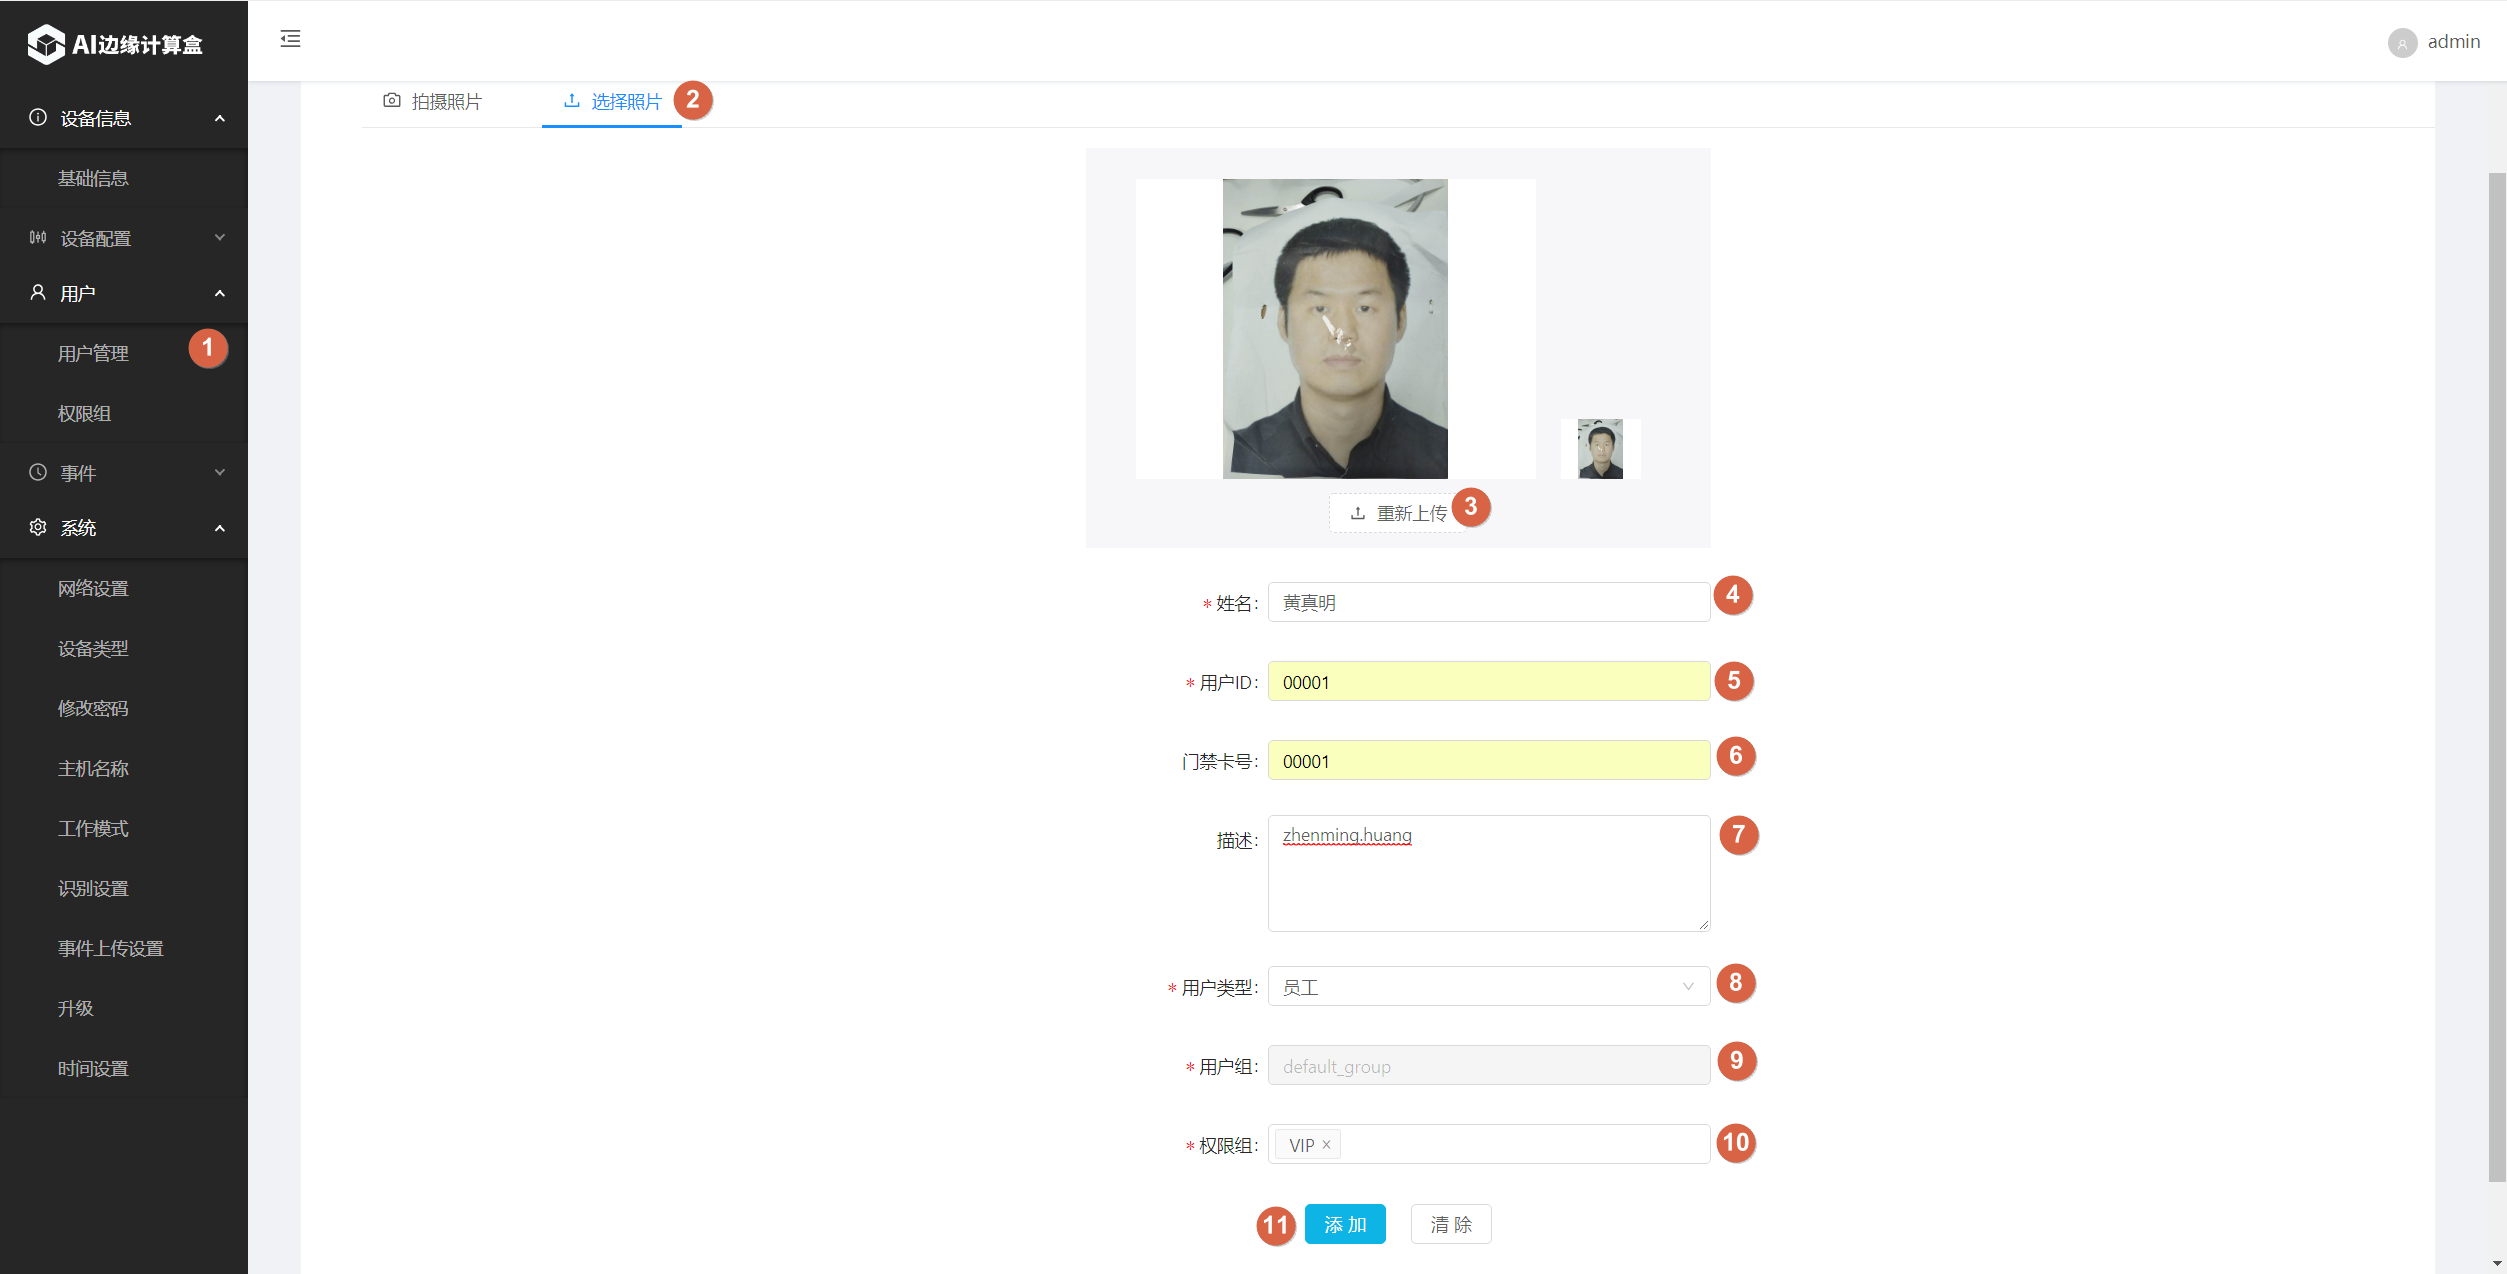 AI边缘计算盒
admin
设备信息
基础信息
设备配置
用户
用户管理 1
权限组
事件
系统
网络设置
设备类型
修改密码
主机名称
工作模式
识别设置
事件上传设置
升级
时间设置
拍摄照片 选择照片 2
重新上传 3
* 姓名: 黄真明 4
* 用户ID: 00001 5
门禁卡号: 00001 6
描述: zhenming.huang 7
* 用户类型: 员工 8
* 用户组: default_group 9
* 权限组: VIP × 10
11 添 加 清 除